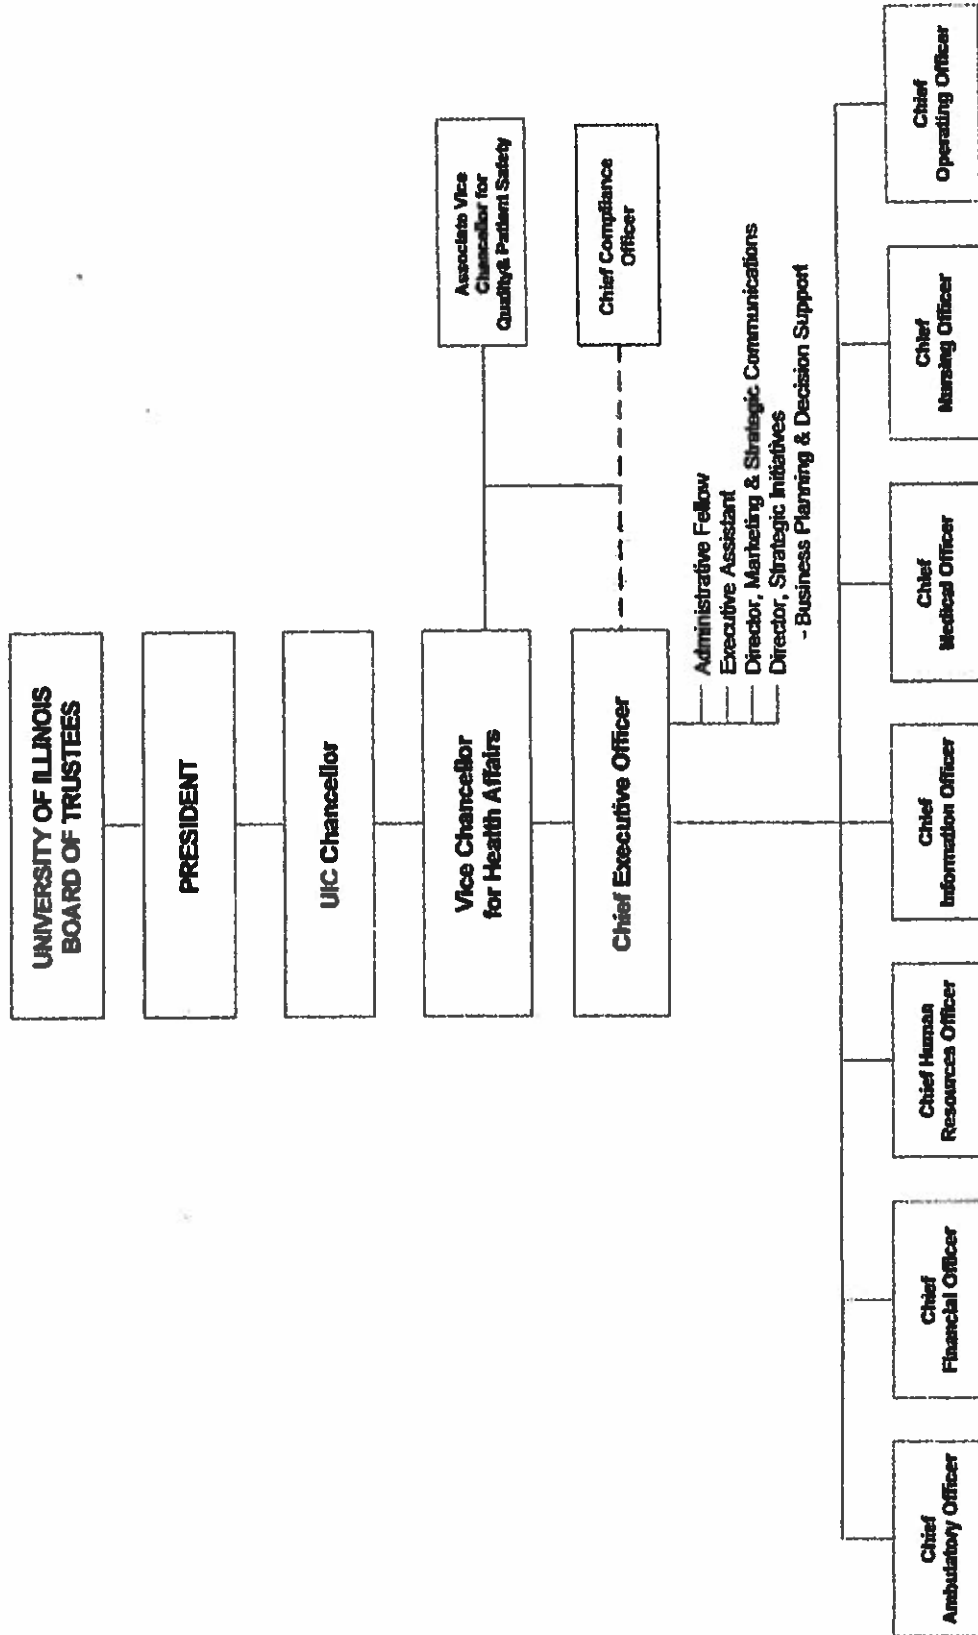 UNIVERSITY OF ILLINOIS
BOARD OF TRUSTEES
PRESIDENT
UIC Chancellor
Vice Chancellor
for Health Affairs
Associate Vice
Chancellor for
Quality& Patient Safety
Chief Executive Officer
Chief Compliance
Officer
Administrative Fellow
Executive Assistant
Director, Marketing & Strategic Communications
Director, Strategic Initiatives
- Business Planning & Decision Support
Chief
Ambulatory Officer
Chief
Financial Officer
Chief Human
Resources Officer
Chief
Information Officer
Chief
Medical Officer
Chief
Nursing Officer
Chief
Operating Officer